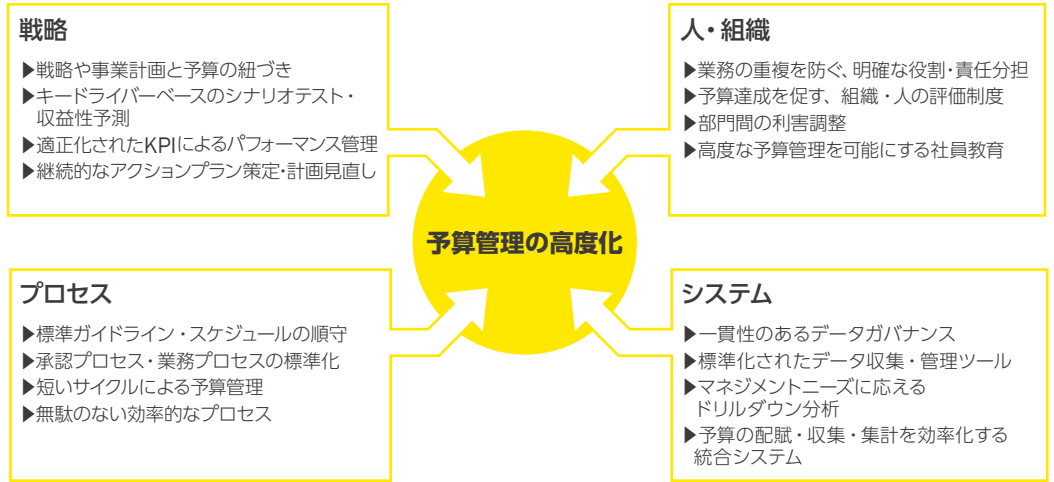 戦略
▶戦略や事業計画と予算の紐づき
▶キードライバーベースのシナリオテスト・
収益性予測
▶適正化されたKPIによるパフォーマンス管理
▶継続的なアクションプラン策定・計画見直し
人・組織
▶業務の重複を防ぐ、明確な役割・責任分担
▶予算達成を促す、組織・人の評価制度
▶部門間の利害調整
▶高度な予算管理を可能にする社員教育
予算管理の高度化
プロセス
▶標準ガイドライン・スケジュールの順守
▶承認プロセス・業務プロセスの標準化
▶短いサイクルによる予算管理
▶無駄のない効率的なプロセス
システム
▶一貫性のあるデータガバナンス
▶標準化されたデータ収集・管理ツール
▶マネジメントニーズに応える
ドリルダウン分析
▶予算の配賦・収集・集計を効率化する
統合システム